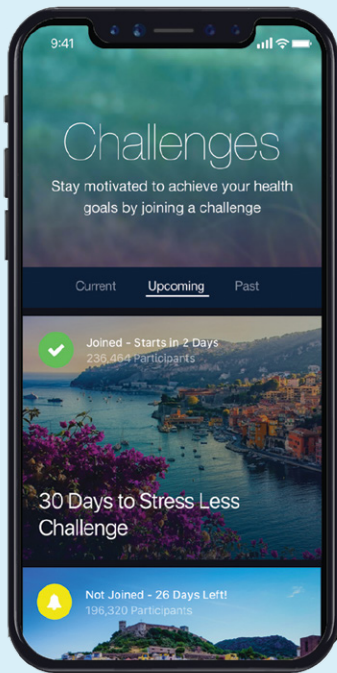 9:41
Challenges
Stay motivated to achieve your health
goals by joining a challenge
Current Upcoming Past
Joined - Starts in 2 Days
236,464 Participants
30 Days to Stress Less
Challenge
Not Joined - 26 Days Left!
196,320 Participants